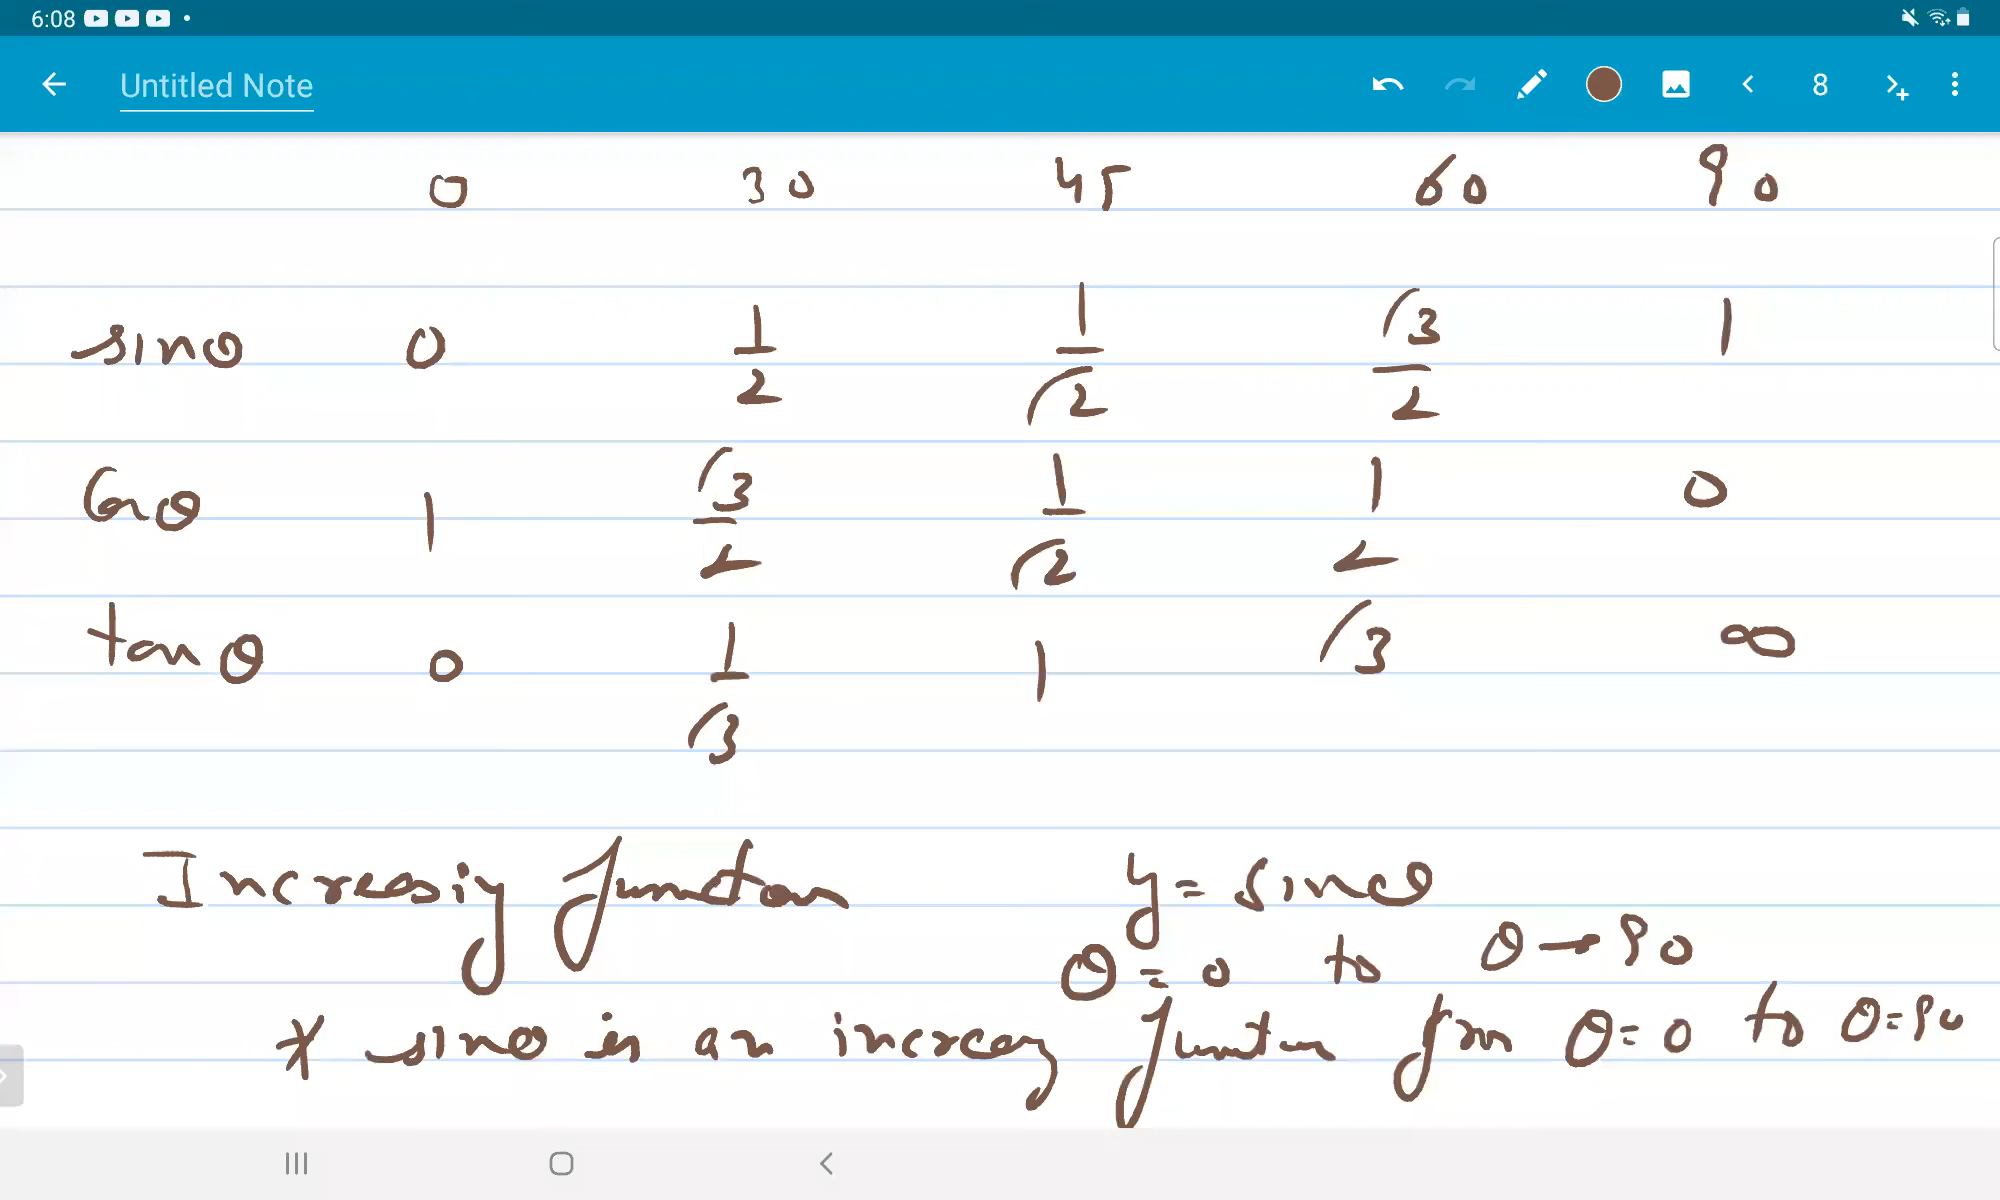 6:08
Untitled Note
8
0 30 45 60 90
sinθ 0 1/2 1/√2 √3/2 1
Cosθ 1 √3/2 1/√2 1/2 0
tanθ 0 1/√3 1 √3 ∞
Increasing function y = sinθ
θ = 0 to θ → 90
* sinθ is an increasing function from θ = 0 to θ = 90